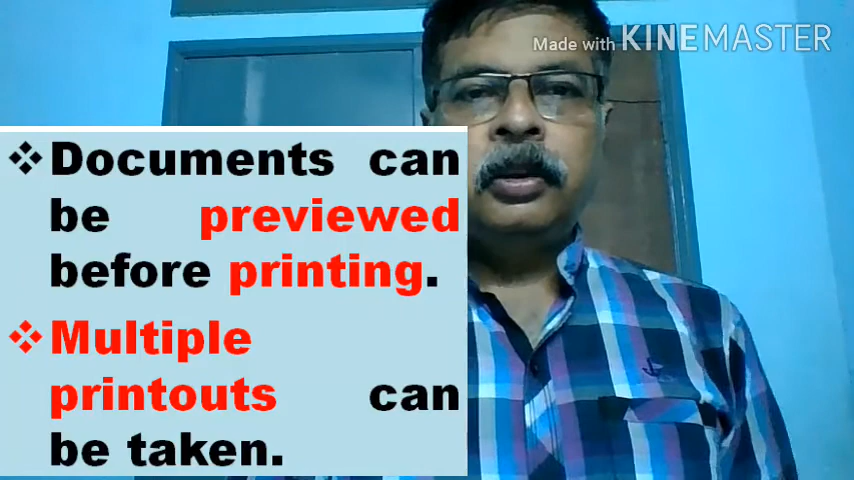 Made with KINEMASTER
❖Documents can
be previewed
before printing.
❖Multiple
printouts can
be taken.